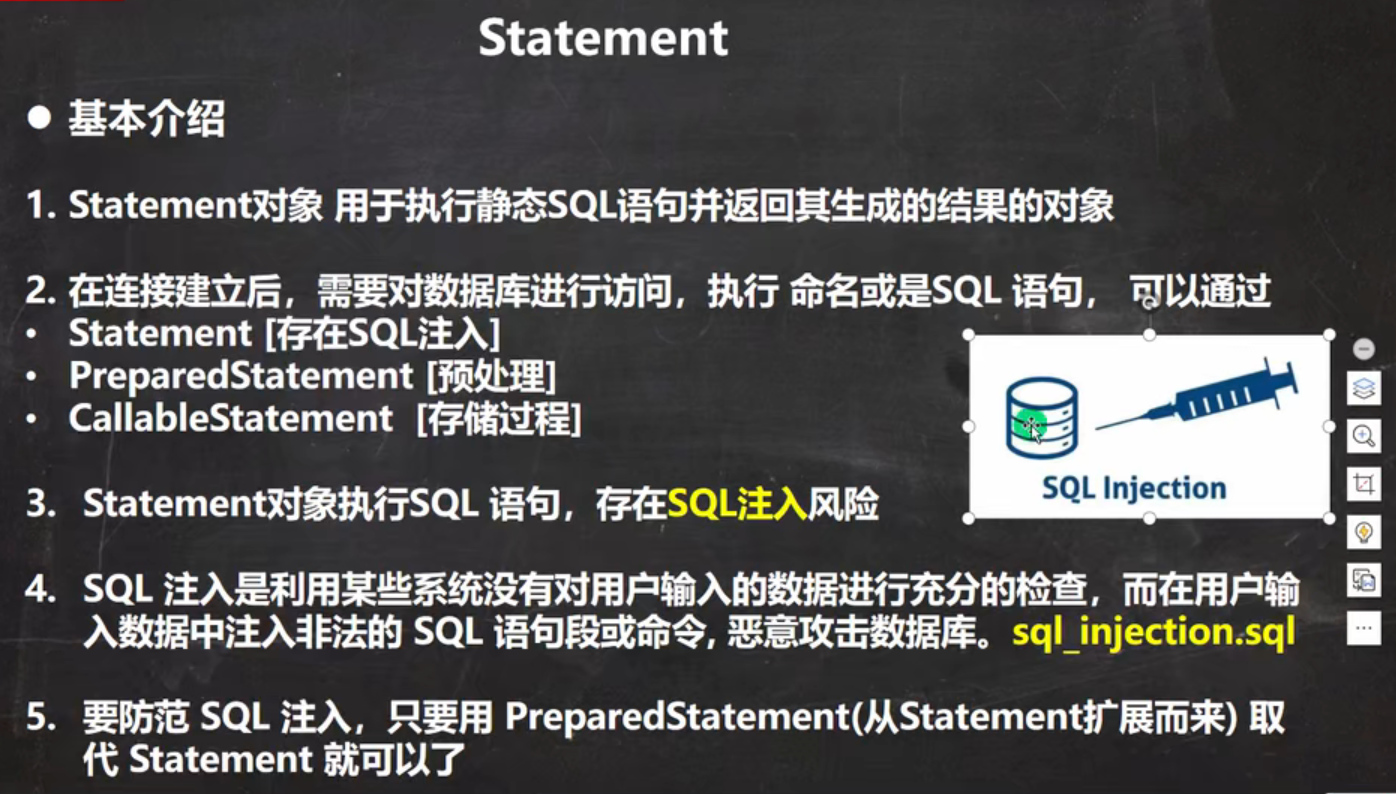 Statement
● 基本介绍
1. Statement对象 用于执行静态SQL语句并返回其生成的结果的对象
2. 在连接建立后，需要对数据库进行访问，执行 命名或是SQL 语句， 可以通过
• Statement [存在SQL注入]
• PreparedStatement [预处理]
• CallableStatement [存储过程]
SQL Injection
3. Statement对象执行SQL 语句，存在SQL注入风险
4. SQL 注入是利用某些系统没有对用户输入的数据进行充分的检查，而在用户输
入数据中注入非法的 SQL 语句段或命令, 恶意攻击数据库。sql_injection.sql
5. 要防范 SQL 注入，只要用 PreparedStatement(从Statement扩展而来) 取
代 Statement 就可以了